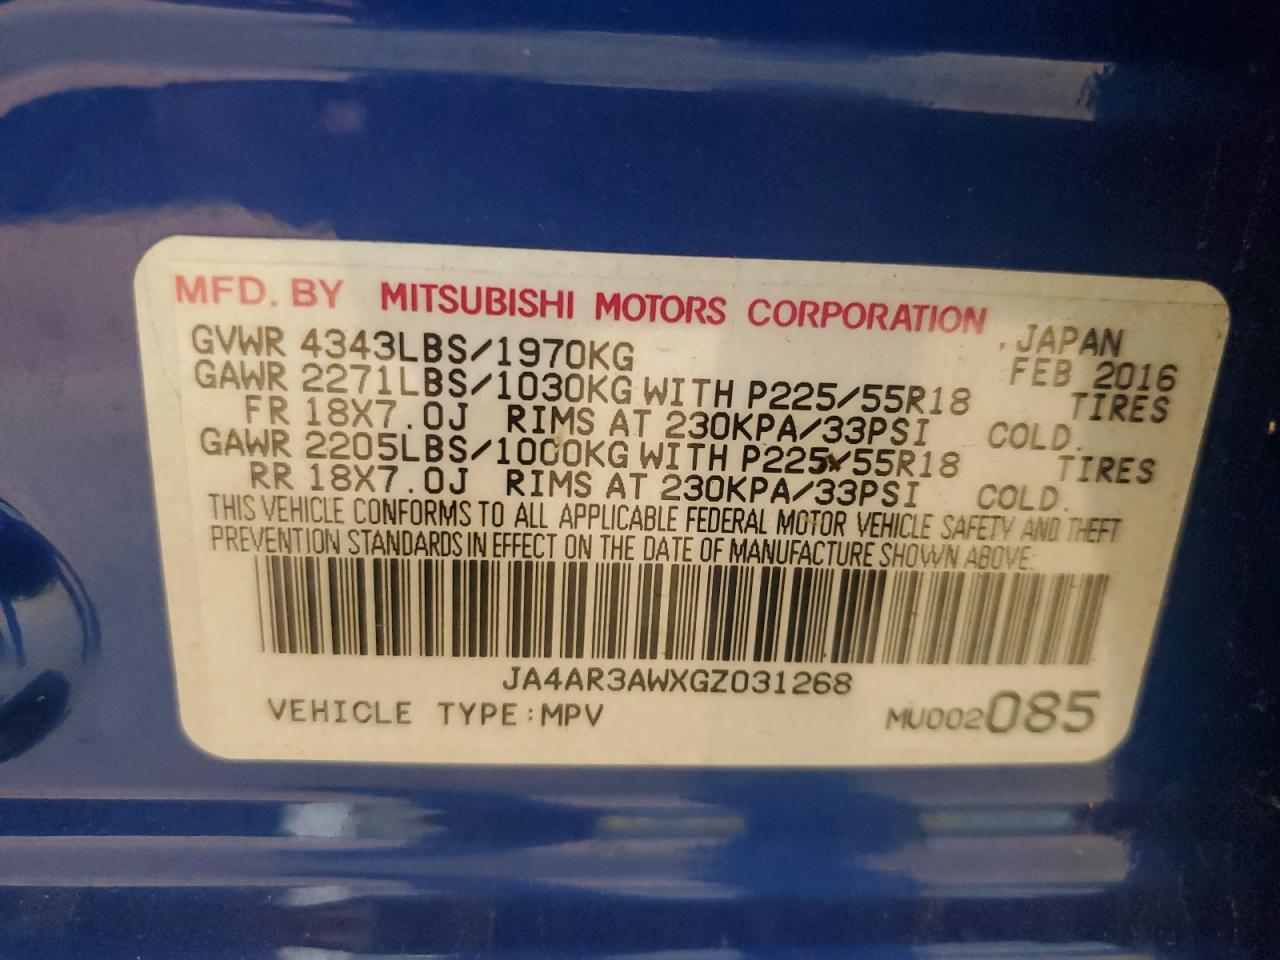 MFD. BY MITSUBISHI MOTORS CORPORATION
, JAPAN
GVWR 4343LBS/1970KG FEB 2016
GAWR 2271LBS/1030KG WITH P225/55R18 TIRES
FR 18X7.0J RIMS AT 230KPA/33PSI COLD.
GAWR 2205LBS/1000KG WITH P225/55R18 TIRES
RR 18X7.0J RIMS AT 230KPA/33PSI COLD.
THIS VEHICLE CONFORMS TO ALL APPLICABLE FEDERAL MOTOR VEHICLE SAFETY AND THEFT
PREVENTION STANDARDS IN EFFECT ON THE DATE OF MANUFACTURE SHOWN ABOVE.
JA4AR3AWXGZ031268
VEHICLE TYPE:MPV MU002085